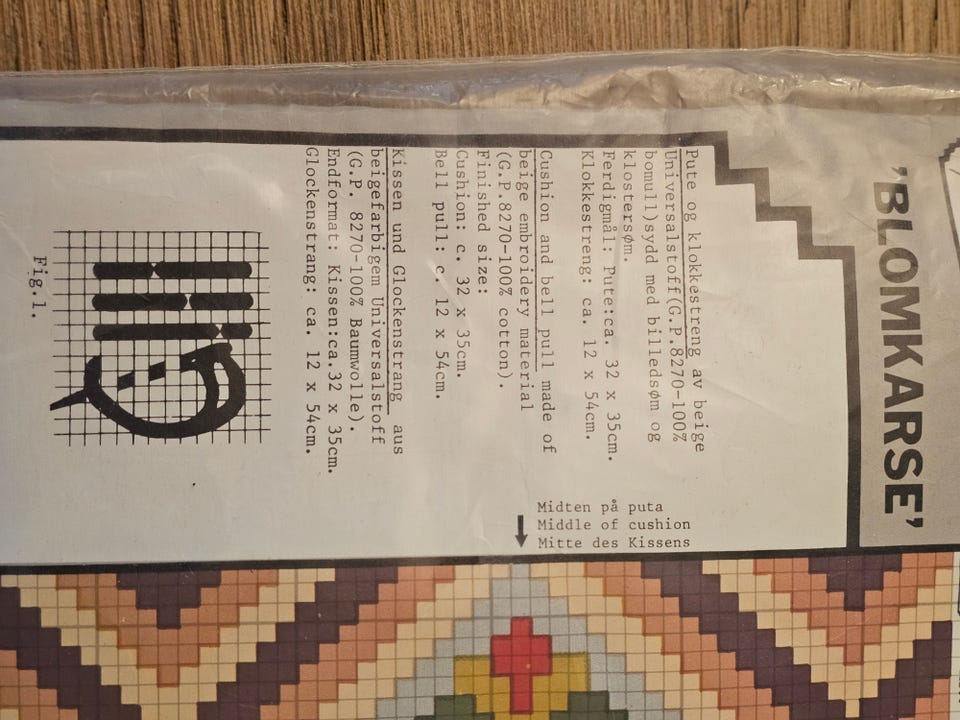 'BLOMKARSE'
Pute og klokkestreng av beige
Universalstoff(G.P.8270-100%
bomull)sydd med billedsøm og
klostersøm.
Ferdigmål: Pute:ca. 32 x 35cm.
Klokkestreng: ca. 12 x 54cm.
Cushion and bell pull made of
beige embroidery material
(G.P.8270-100% cotton).
Finished size:
Cushion: c. 32 x 35cm.
Bell pull: c. 12 x 54cm.
Kissen und Glockenstrang aus
beigefarbigem Universalstoff
(G.P. 8270-100% Baumwolle).
Endformat: Kissen:ca.32 x 35cm.
Glockenstrang: ca. 12 x 54cm.
Fig.1.
Midten på puta
Middle of cushion
Mitte des Kissens